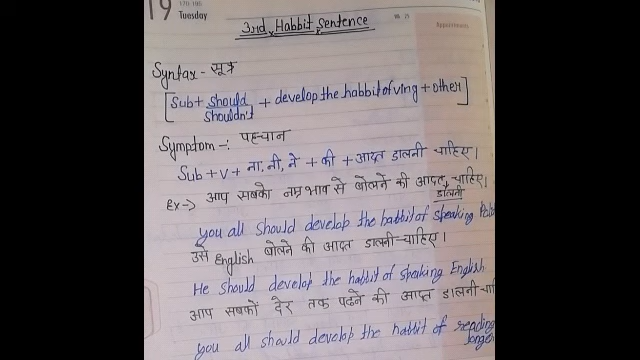 19
170-195
Tuesday
3rd Habbit Sentence
Syntax - सूत्र
[Sub + should/shouldn't + develop the habbit of ving + other]
Symptom -: पहचान
Sub + V + ना, नी, ने + की + आदत डालनी चाहिए।
Ex -> आप सबको नम्र भाव से बोलने की आदत डालनी चाहिए।
you all should develop the habbit of speaking
उसे English बोलने की आदत डालनी चाहिए।
He should develop the habbit of speaking English
आप सबकों देर तक पढने की आदत डालनी
you all should develop the habbit of reading
longer